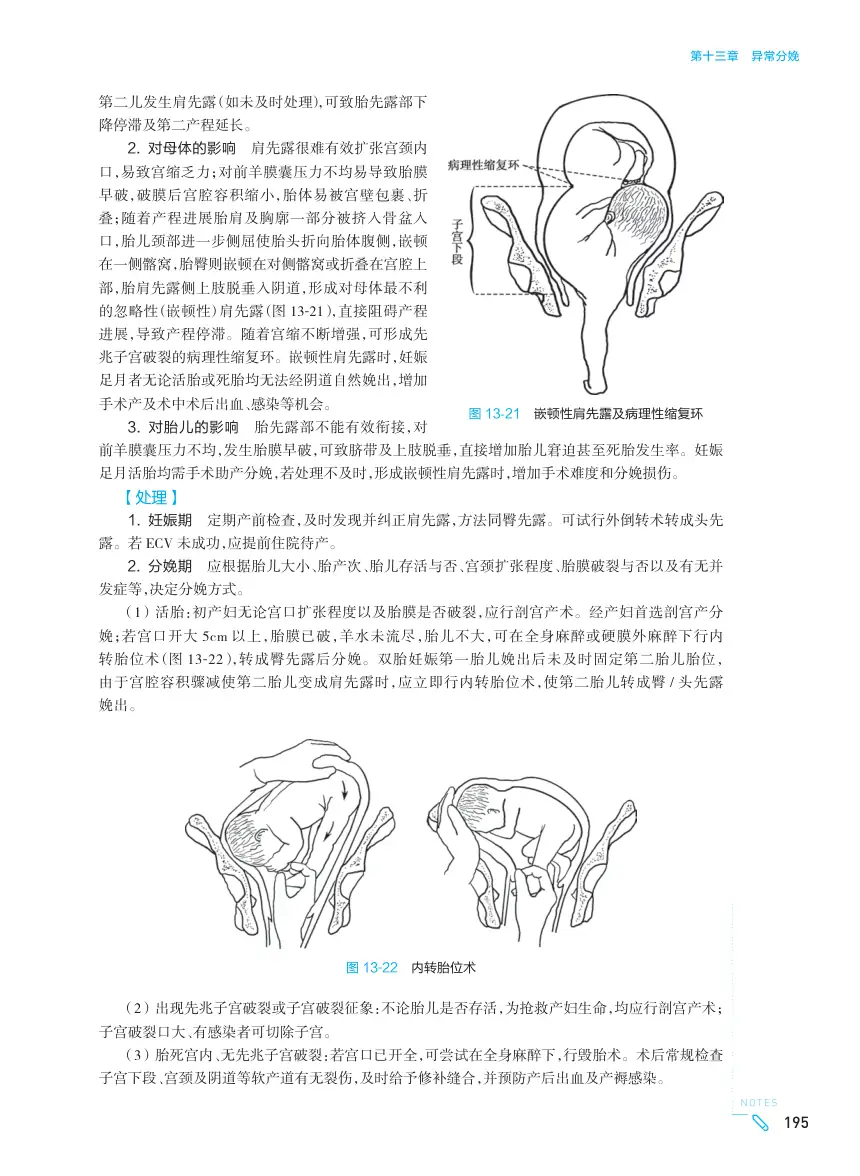 第十三章 异常分娩
第二儿发生肩先露(如未及时处理),可致胎先露部下
降停滞及第二产程延长。
2. 对母体的影响 肩先露很难有效扩张宫颈内
口,易致宫缩乏力;对前羊膜囊压力不均易导致胎膜
早破,破膜后宫腔容积缩小,胎体易被宫壁包裹、折
叠;随着产程进展胎肩及胸廓一部分被挤入骨盆入
口,胎儿颈部进一步侧屈使胎头折向胎体腹侧,嵌顿
在一侧髂窝,胎臀则嵌顿在对侧髂窝或折叠在宫腔上
部,胎肩先露侧上肢脱垂入阴道,形成对母体最不利
的忽略性(嵌顿性)肩先露(图 13-21),直接阻碍产程
进展,导致产程停滞。随着宫缩不断增强,可形成先
兆子宫破裂的病理性缩复环。嵌顿性肩先露时,妊娠
足月者无论活胎或死胎均无法经阴道自然娩出,增加
手术产及术中术后出血、感染等机会。
病理性缩复环
子宫下段
图 13-21 嵌顿性肩先露及病理性缩复环
3. 对胎儿的影响 胎先露部不能有效衔接,对
前羊膜囊压力不均,发生胎膜早破,可致脐带及上肢脱垂,直接增加胎儿窘迫甚至死胎发生率。妊娠
足月活胎均需手术助产分娩,若处理不及时,形成嵌顿性肩先露时,增加手术难度和分娩损伤。
【处理】
1. 妊娠期 定期产前检查,及时发现并纠正肩先露,方法同臀先露。可试行外倒转术转成头先
露。若 ECV 未成功,应提前住院待产。
2. 分娩期 应根据胎儿大小、胎产次、胎儿存活与否、宫颈扩张程度、胎膜破裂与否以及有无并
发症等,决定分娩方式。
(1)活胎:初产妇无论宫口扩张程度以及胎膜是否破裂,应行剖宫产术。经产妇首选剖宫产分
娩;若宫口开大 5cm 以上,胎膜已破,羊水未流尽,胎儿不大,可在全身麻醉或硬膜外麻醉下行内
转胎位术(图 13-22),转成臀先露后分娩。双胎妊娠第一胎儿娩出后未及时固定第二胎儿胎位,
由于宫腔容积骤减使第二胎儿变成肩先露时,应立即行内转胎位术,使第二胎儿转成臀 / 头先露
娩出。
图 13-22 内转胎位术
(2)出现先兆子宫破裂或子宫破裂征象:不论胎儿是否存活,为抢救产妇生命,均应行剖宫产术;
子宫破裂口大、有感染者可切除子宫。
(3)胎死宫内、无先兆子宫破裂:若宫口已开全,可尝试在全身麻醉下,行毁胎术。术后常规检查
子宫下段、宫颈及阴道等软产道有无裂伤,及时给予修补缝合,并预防产后出血及产褥感染。
NOTES
195